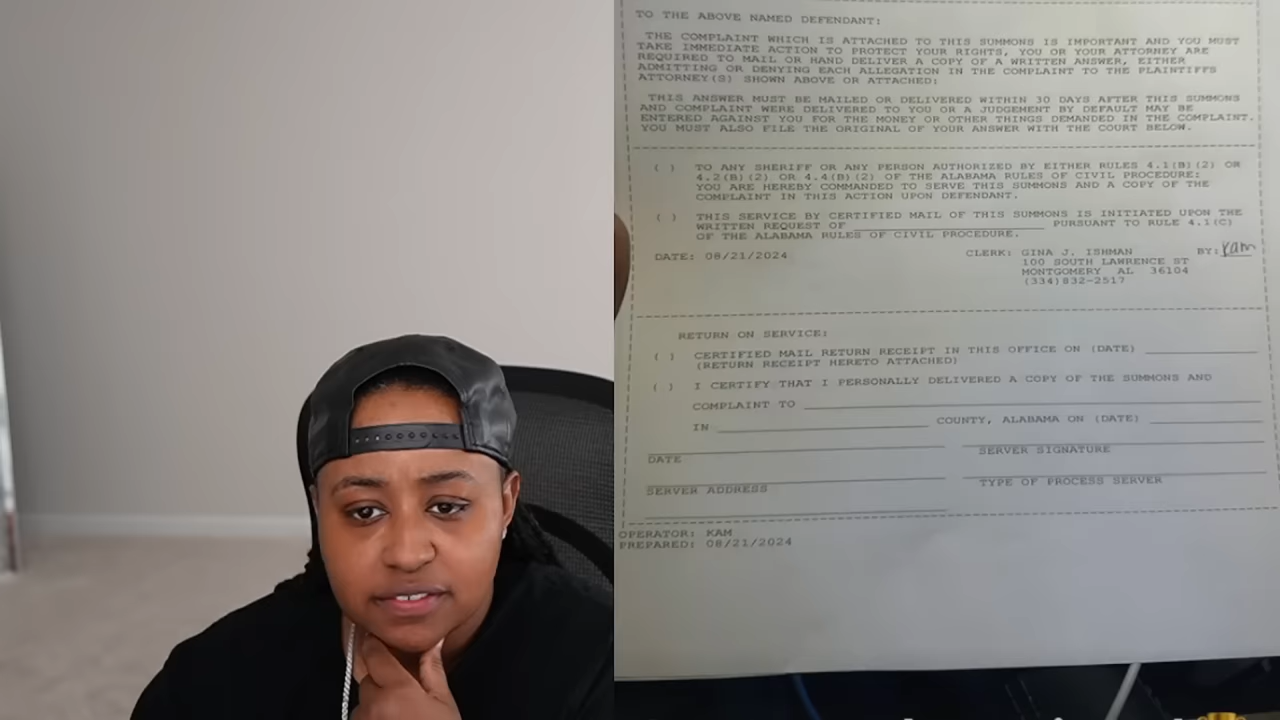 TO THE ABOVE NAMED DEFENDANT:
THE COMPLAINT WHICH IS ATTACHED TO THIS SUMMONS IS IMPORTANT AND YOU MUST
TAKE IMMEDIATE ACTION TO PROTECT YOUR RIGHTS, YOU OR YOUR ATTORNEY ARE
REQUIRED TO MAIL OR HAND DELIVER A COPY OF A WRITTEN ANSWER, EITHER
ADMITTING OR DENYING EACH ALLEGATION IN THE COMPLAINT TO THE PLAINTIFFS
ATTORNEY(S) SHOWN ABOVE OR ATTACHED:
THIS ANSWER MUST BE MAILED OR DELIVERED WITHIN 30 DAYS AFTER THIS SUMMONS
AND COMPLAINT WERE DELIVERED TO YOU OR A JUDGEMENT BY DEFAULT MAY BE
ENTERED AGAINST YOU FOR THE MONEY OR OTHER THINGS DEMANDED IN THE COMPLAINT.
YOU MUST ALSO FILE THE ORIGINAL OF YOUR ANSWER WITH THE COURT BELOW.
( ) TO ANY SHERIFF OR ANY PERSON AUTHORIZED BY EITHER RULES 4.1(B)(2) OR
4.2(B)(2) OR 4.4(B)(2) OF THE ALABAMA RULES OF CIVIL PROCEDURE:
YOU ARE HEREBY COMMANDED TO SERVE THIS SUMMONS AND A COPY OF THE
COMPLAINT IN THIS ACTION UPON DEFENDANT.
( ) THIS SERVICE BY CERTIFIED MAIL OF THIS SUMMONS IS INITIATED UPON THE
WRITTEN REQUEST OF ____________ PURSUANT TO RULE 4.1(C)
OF THE ALABAMA RULES OF CIVIL PROCEDURE.
DATE: 08/21/2024 CLERK: GINA J. ISHMAN BY: Kam
100 SOUTH LAWRENCE ST
MONTGOMERY AL 36104
(334)832-2517
RETURN ON SERVICE:
( ) CERTIFIED MAIL RETURN RECEIPT IN THIS OFFICE ON (DATE) ____________
(RETURN RECEIPT HERETO ATTACHED)
( ) I CERTIFY THAT I PERSONALLY DELIVERED A COPY OF THE SUMMONS AND
COMPLAINT TO ____________
IN ____________ COUNTY, ALABAMA ON (DATE) ____________
DATE SERVER SIGNATURE
SERVER ADDRESS TYPE OF PROCESS SERVER
OPERATOR: KAM
PREPARED: 08/21/2024